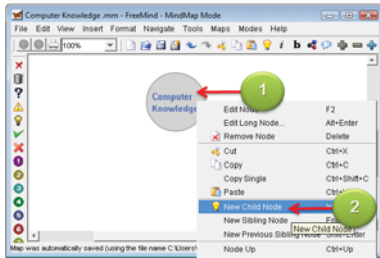 Computer Knowledge .mm - FreeMind - MindMap Mode
File Edit View Insert Format Navigate Tools Maps Modes Help
100%
Computer
Knowledge
1
Edit Node
F2
Edit Long Node...
Alt+Enter
Remove Node
Delete
Cut
Ctrl+X
Copy
Ctrl+C
Copy Single
Ctrl+Shift+C
Paste
New Child Node
2
New Sibling Node
New Child Node
New Previous Sibling Node Shift-Enter
Node Up
Ctrl+Up
Map was automatically saved (using the file name C:\Users\